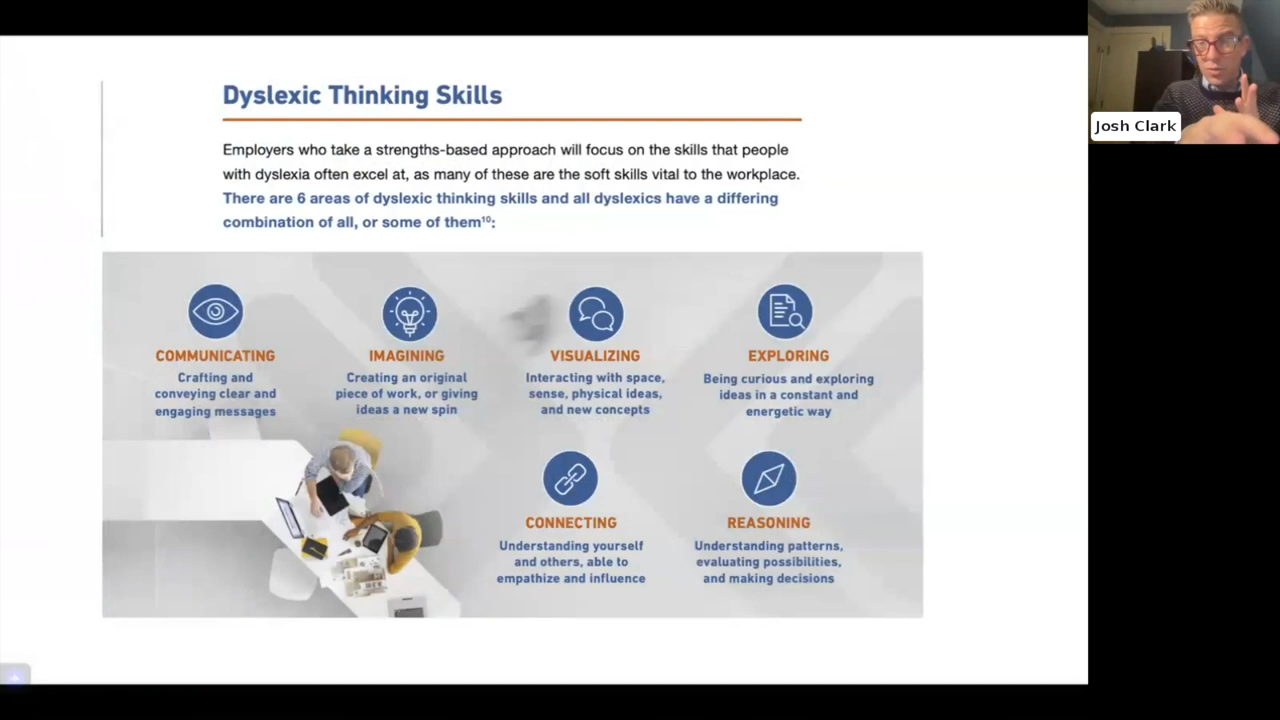 Dyslexic Thinking Skills
Employers who take a strengths-based approach will focus on the skills that people
with dyslexia often excel at, as many of these are the soft skills vital to the workplace.
There are 6 areas of dyslexic thinking skills and all dyslexics have a differing
combination of all, or some of them¹⁰:
COMMUNICATING
Crafting and
conveying clear and
engaging messages
IMAGINING
Creating an original
piece of work, or giving
ideas a new spin
VISUALIZING
Interacting with space,
sense, physical ideas,
and new concepts
EXPLORING
Being curious and exploring
ideas in a constant and
energetic way
CONNECTING
Understanding yourself
and others, able to
empathize and influence
REASONING
Understanding patterns,
evaluating possibilities,
and making decisions
Josh Clark